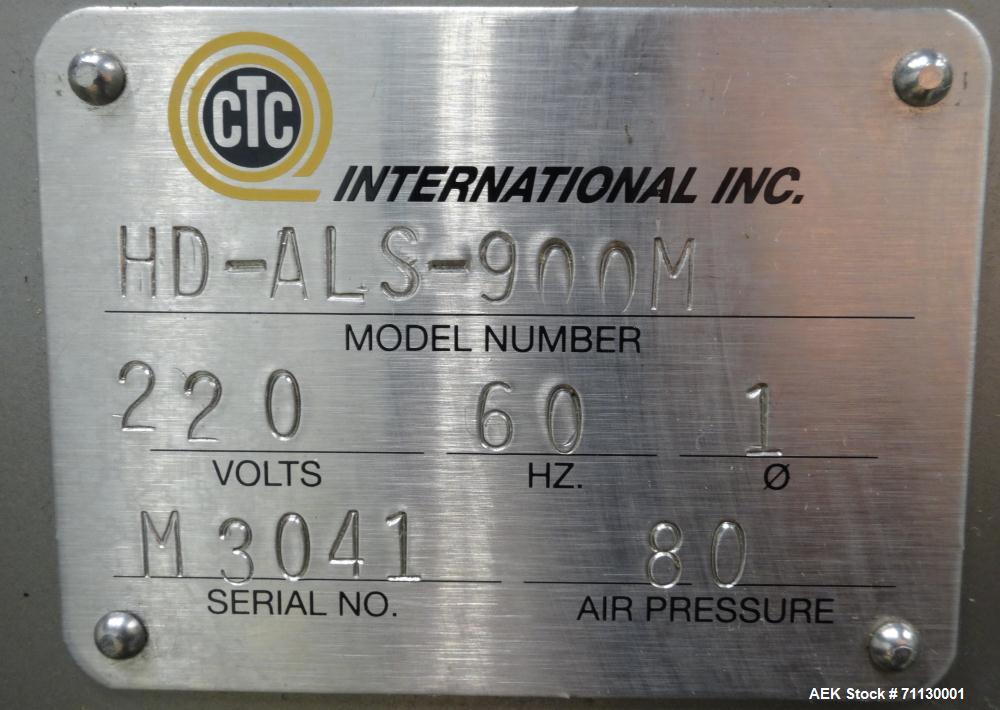 CTC
INTERNATIONAL INC.
HD-ALS-900M
MODEL NUMBER
220 60 1
VOLTS HZ. Ø
M3041 80
SERIAL NO. AIR PRESSURE
AEK Stock # 71130001